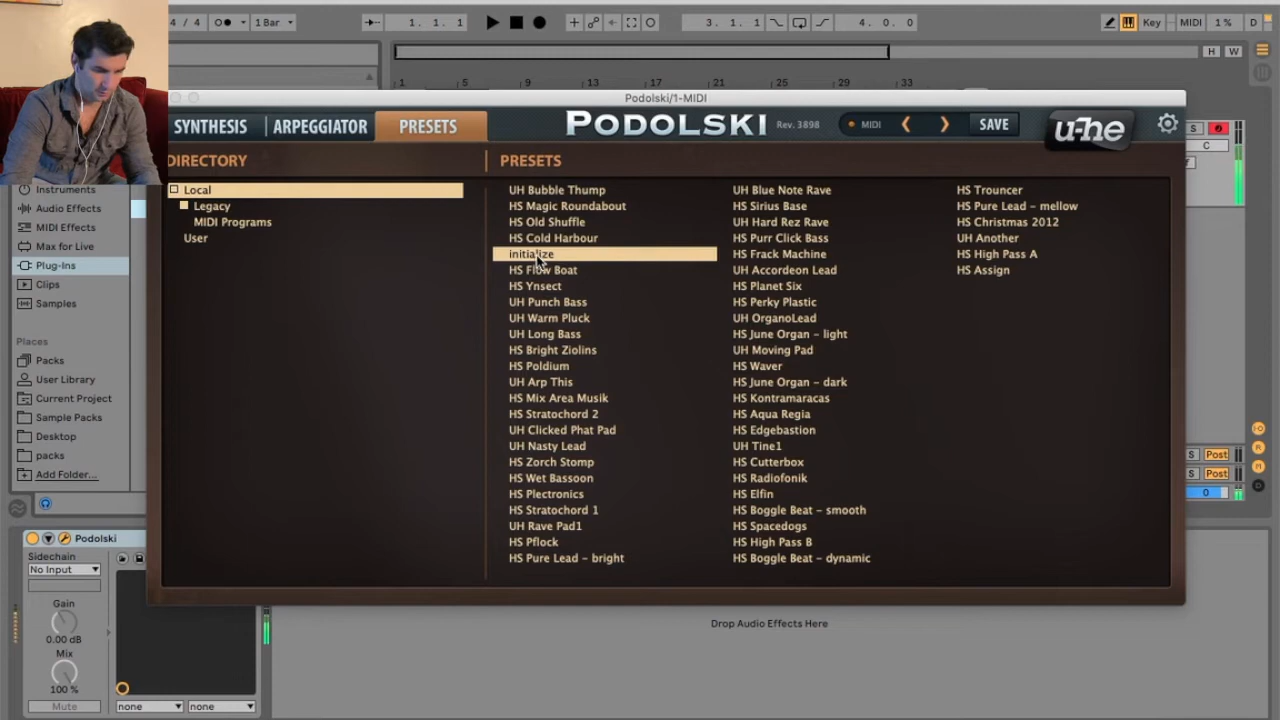 4 / 4
1 Bar
1. 1. 1
3. 1. 1
4. 0. 0
Key
MIDI
1 %
D
H
W
1
5
9
13
17
21
25
29
33
Podolski/1-MIDI
SYNTHESIS
ARPEGGIATOR
PRESETS
PODOLSKI
Rev. 3898
MIDI
SAVE
u-he
DIRECTORY
PRESETS
Local
Legacy
MIDI Programs
User
UH Bubble Thump
HS Magic Roundabout
HS Old Shuffle
HS Cold Harbour
initialize
HS Flow Boat
HS Ynsect
UH Punch Bass
UH Warm Pluck
UH Long Bass
HS Bright Ziolins
HS Poldium
UH Arp This
HS Mix Area Musik
HS Stratochord 2
UH Clicked Phat Pad
UH Nasty Lead
HS Zorch Stomp
HS Wet Bassoon
HS Plectronics
HS Stratochord 1
UH Rave Pad1
HS Pflock
HS Pure Lead – bright
UH Blue Note Rave
HS Sirius Base
UH Hard Rez Rave
HS Purr Click Bass
HS Frack Machine
UH Accordeon Lead
HS Planet Six
HS Perky Plastic
UH OrganoLead
HS June Organ – light
UH Moving Pad
HS Waver
HS June Organ – dark
HS Kontramaracas
HS Aqua Regia
HS Edgebastion
UH Tine1
HS Cutterbox
HS Radiofonik
HS Elfin
HS Boggle Beat – smooth
HS Spacedogs
HS High Pass B
HS Boggle Beat – dynamic
HS Trouncer
HS Pure Lead – mellow
HS Christmas 2012
UH Another
HS High Pass A
HS Assign
Instruments
Audio Effects
MIDI Effects
Max for Live
Plug-Ins
Clips
Samples
Places
Packs
User Library
Current Project
Sample Packs
Desktop
packs
Add Folder...
S
C
S
Post
S
Post
0
Podolski
Sidechain
No Input
Gain
0.00 dB
Mix
100 %
Mute
none
none
Drop Audio Effects Here